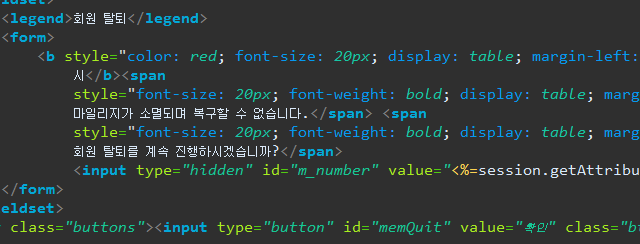 eldset>
<legend>회원 탈퇴</legend>
<form>
<b style="color: red; font-size: 20px; display: table; margin-left:
시</b><span
style="font-size: 20px; font-weight: bold; display: table; mar
마일리지가 소멸되며 복구할 수 없습니다.</span> <span
style="font-size: 20px; font-weight: bold; display: table; marg
회원 탈퇴를 계속 진행하시겠습니까?</span>
<input type="hidden" id="m_number" value="<%=session.getAttribu
</form>
eldset>
class="buttons"><input type="button" id="memQuit" value="확인" class="b